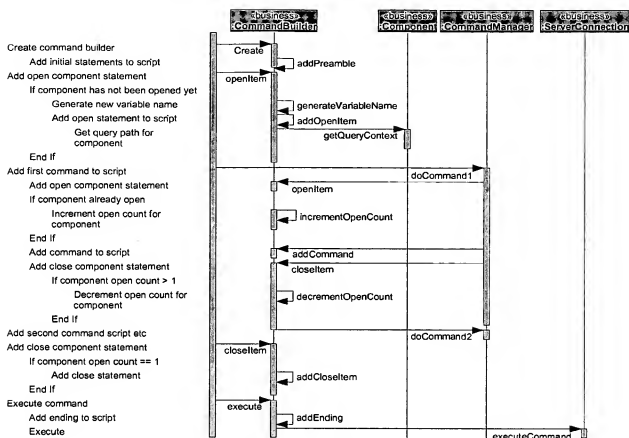 «business» «business» «business» «business»
:CommandBuilder :Component :CommandManager :ServerConnection
Create command builder
Create
Add initial statements to script
addPreamble
Add open component statement
openItem
If component has not been opened yet
Generate new variable name
generateVariableName
Add open statement to script
addOpenItem
Get query path for
component
getQueryContext
End If
Add first command to script
doCommand1
Add open component statement
openItem
If component already open
Increment open count for
component
incrementOpenCount
End If
Add command to script
addCommand
Add close component statement
closeItem
If component open count > 1
Decrement open count for
component
decrementOpenCount
End If
Add second command script etc
doCommand2
Add close component statement
closeItem
If component open count == 1
Add close statement
addCloseItem
End If
Execute command
execute
Add ending to script
addEnding
Execute
executeCommand